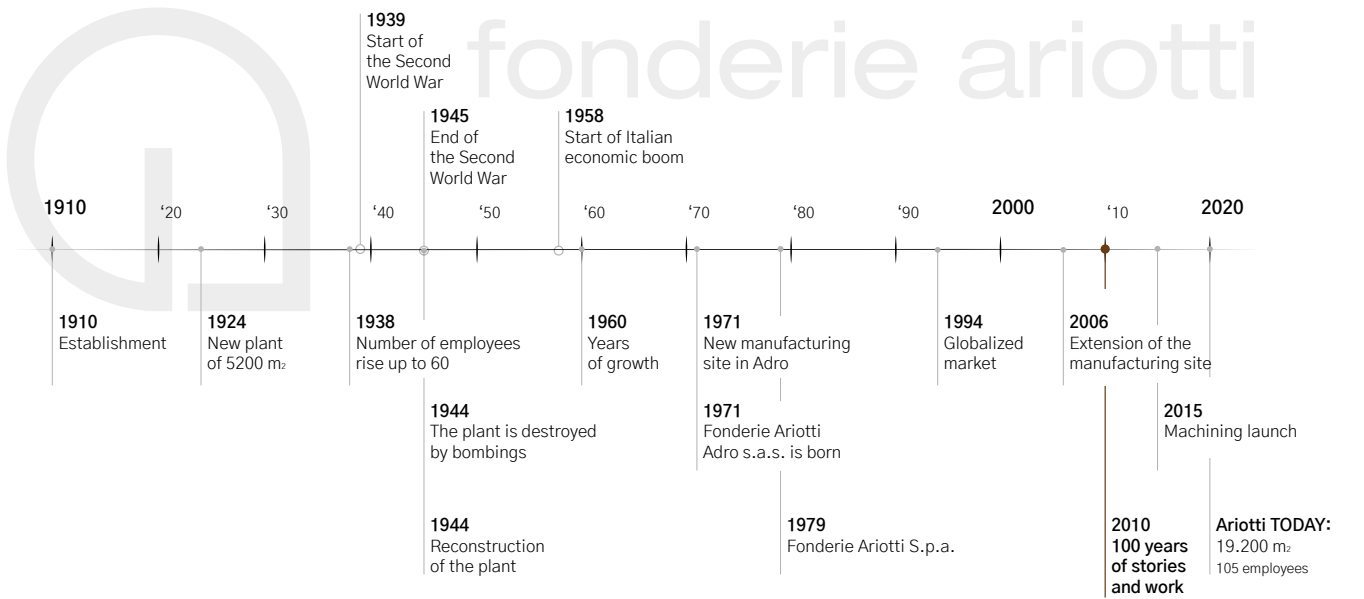 fonderie ariotti
1939
Start of
the Second
World War
1945
End of
the Second
World War
1958
Start of Italian
economic boom
1910
‘20
‘30
‘40
‘50
‘60
‘70
‘80
‘90
2000
‘10
2020
1910
Establishment
1924
New plant
of 5200 m2
1938
Number of employees
rise up to 60
1960
Years
of growth
1971
New manufacturing
site in Adro
1994
Globalized
market
2006
Extension of the
manufacturing site
1944
The plant is destroyed
by bombings
1971
Fonderie Ariotti
Adro s.a.s. is born
2015
Machining launch
1944
Reconstruction
of the plant
1979
Fonderie Ariotti S.p.a.
2010
100 years
of stories
and work
Ariotti TODAY:
19.200 m2
105 employees